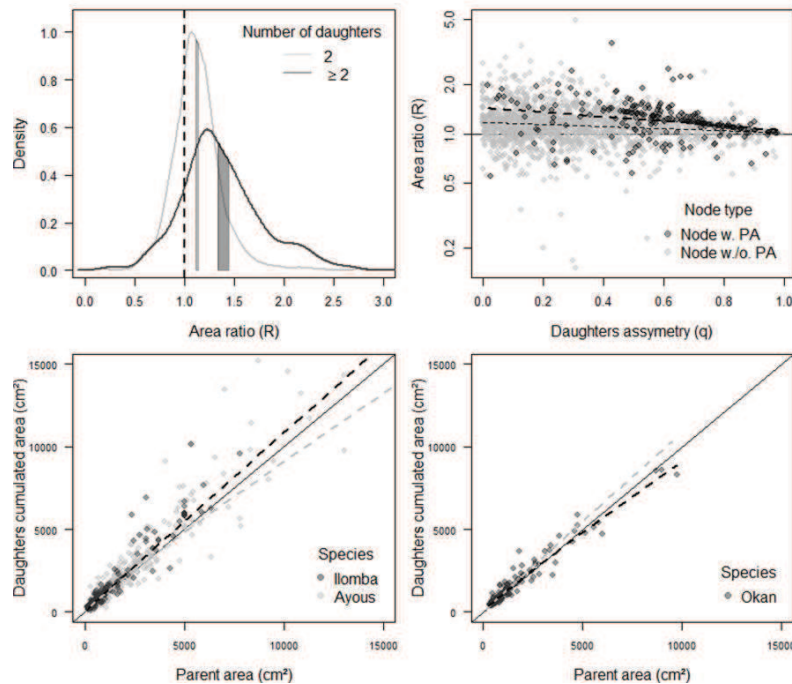 Number of daughters
2
≥ 2
Density
0.0
0.2
0.4
0.6
0.8
1.0
0.0
0.5
1.0
1.5
2.0
2.5
3.0
Area ratio (R)
Area ratio (R)
5.0
2.0
1.0
0.5
0.2
Node type
Node w. PA
Node w./o. PA
0.0
0.2
0.4
0.6
0.8
1.0
Daughters assymetry (q)
Daughters cumulated area (cm²)
15000
10000
5000
0
Species
Ilomba
Ayous
0
5000
10000
15000
Parent area (cm²)
Daughters cumulated area (cm²)
15000
10000
5000
0
Species
Okan
0
5000
10000
15000
Parent area (cm²)